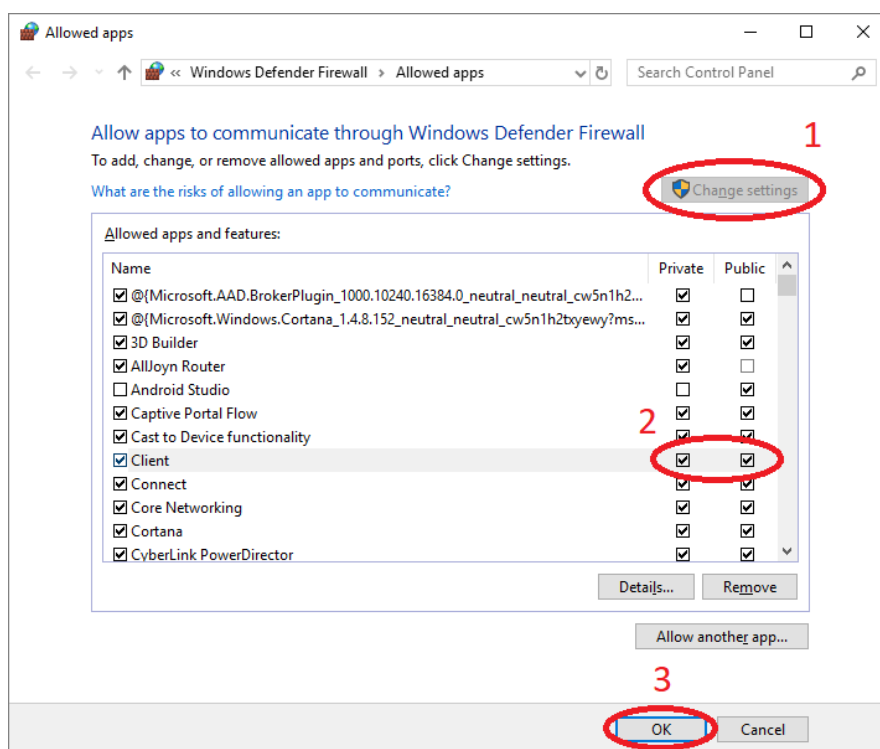 Allowed apps
« Windows Defender Firewall > Allowed apps
Search Control Panel
Allow apps to communicate through Windows Defender Firewall
1
To add, change, or remove allowed apps and ports, click Change settings.
What are the risks of allowing an app to communicate?
Change settings
Allowed apps and features:
Name Private Public
@{Microsoft.AAD.BrokerPlugin_1000.10240.16384.0_neutral_neutral_cw5n1h2...
@{Microsoft.Windows.Cortana_1.4.8.152_neutral_neutral_cw5n1h2txyewy?ms...
3D Builder
AllJoyn Router
Android Studio
Captive Portal Flow
2
Cast to Device functionality
Client
Connect
Core Networking
Cortana
CyberLink PowerDirector
Details... Remove
Allow another app...
3
OK Cancel